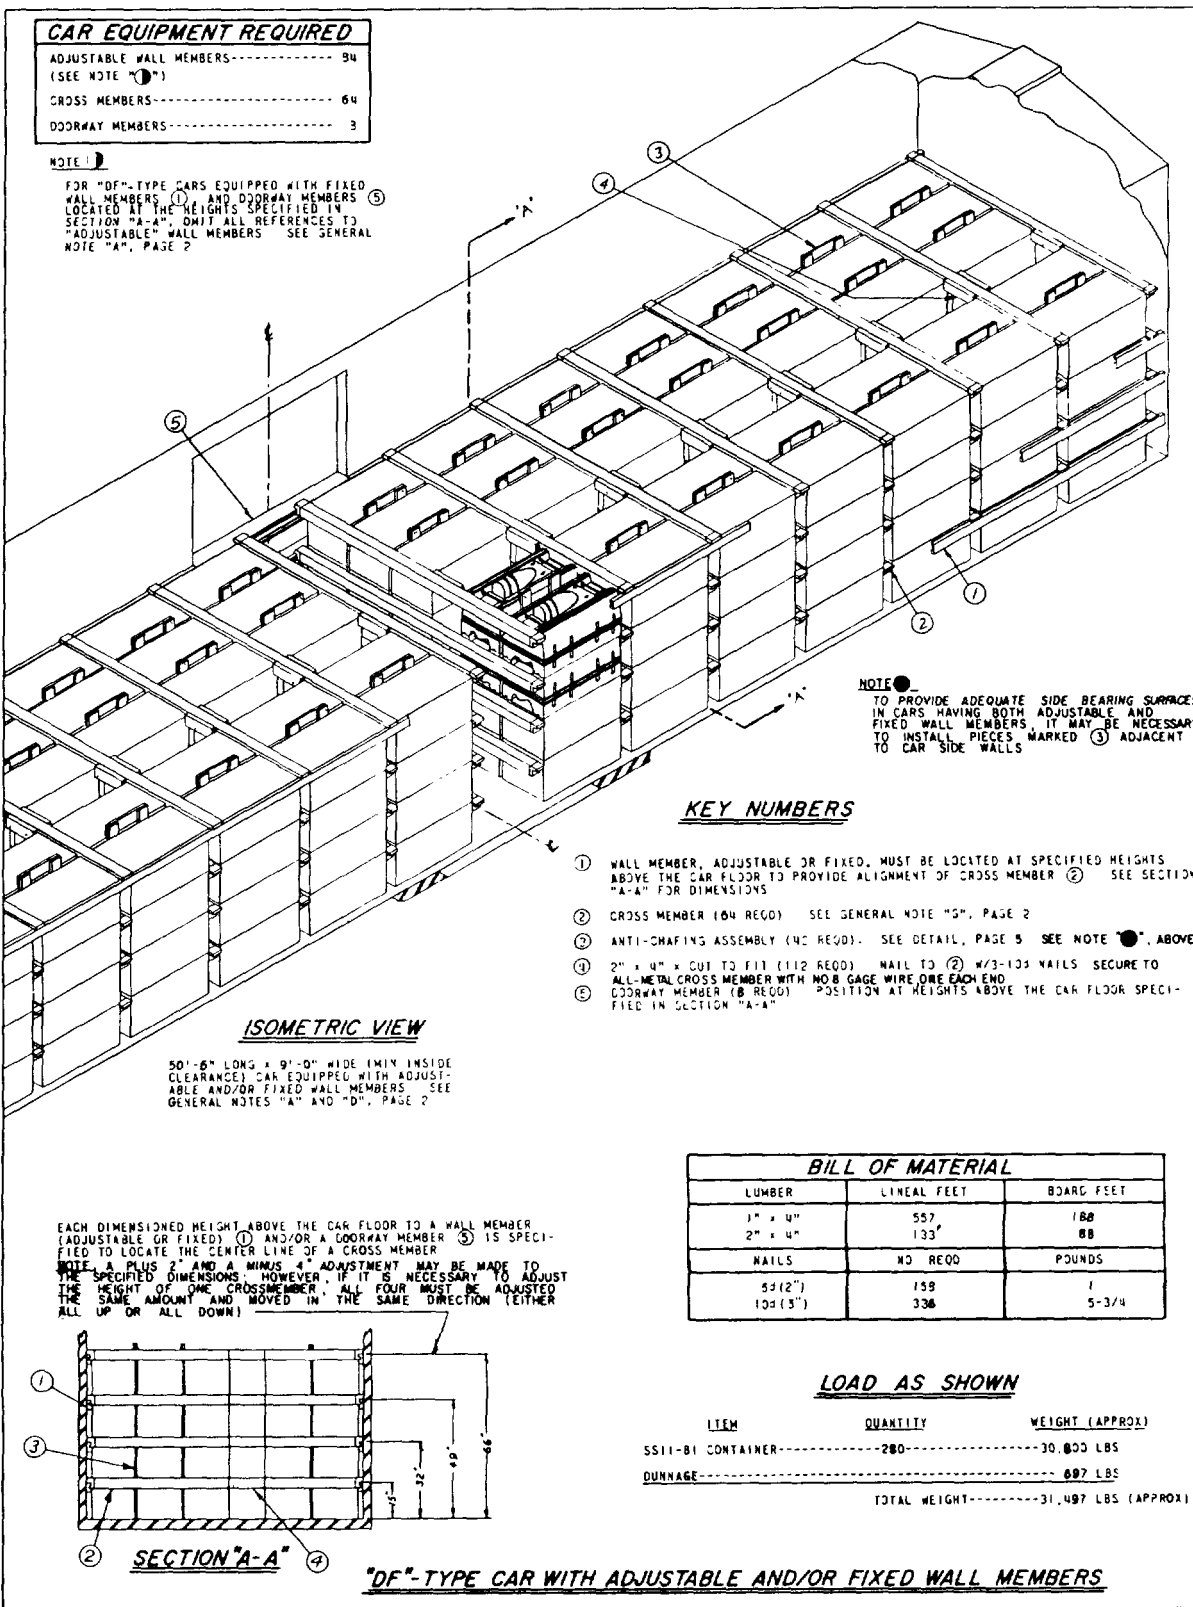 CAR EQUIPMENT REQUIRED
ADJUSTABLE WALL MEMBERS------------- 94
(SEE NOTE "◑")
CROSS MEMBERS---------------------- 64
DOORWAY MEMBERS-------------------- 3
NOTE ◑
FOR "DF"-TYPE CARS EQUIPPED WITH FIXED
WALL MEMBERS ①, AND DOORWAY MEMBERS ⑤
LOCATED AT THE HEIGHTS SPECIFIED IN
SECTION "A-A", OMIT ALL REFERENCES TO
"ADJUSTABLE" WALL MEMBERS SEE GENERAL
NOTE "A", PAGE 2
③
④
"A"
⑤
①
②
"A"
NOTE ●
TO PROVIDE ADEQUATE SIDE BEARING SURFACES
IN CARS HAVING BOTH ADJUSTABLE AND
FIXED WALL MEMBERS, IT MAY BE NECESSARY
TO INSTALL PIECES MARKED ③ ADJACENT
TO CAR SIDE WALLS
KEY NUMBERS
① WALL MEMBER, ADJUSTABLE OR FIXED, MUST BE LOCATED AT SPECIFIED HEIGHTS
ABOVE THE CAR FLOOR TO PROVIDE ALIGNMENT OF CROSS MEMBER ② SEE SECTION
"A-A" FOR DIMENSIONS
② CROSS MEMBER (64 REQD) SEE GENERAL NOTE "G", PAGE 2
③ ANTI-CHAFING ASSEMBLY (40 REQD). SEE DETAIL, PAGE 5 SEE NOTE "●", ABOVE
④ 2" x 4" x CUT TO FIT (112 REQD) NAIL TO ② W/3-10d NAILS SECURE TO
ALL-METAL CROSS MEMBER WITH NO 8 GAGE WIRE, ONE EACH END
⑤ DOORWAY MEMBER (8 REQD) POSITION AT HEIGHTS ABOVE THE CAR FLOOR SPECI-
FIED IN SECTION "A-A"
ISOMETRIC VIEW
50'-6" LONG x 9'-0" WIDE (MIN INSIDE
CLEARANCE) CAR EQUIPPED WITH ADJUST-
ABLE AND/OR FIXED WALL MEMBERS SEE
GENERAL NOTES "A" AND "D", PAGE 2
BILL OF MATERIAL
LUMBER LINEAL FEET BOARD FEET
1" x 4" 557 188
2" x 4" 133 88
NAILS NO REQD POUNDS
6d (2") 158 1
10d (3") 336 5-3/4
EACH DIMENSIONED HEIGHT ABOVE THE CAR FLOOR TO A WALL MEMBER
(ADJUSTABLE OR FIXED) ① AND/OR A DOORWAY MEMBER ⑤ IS SPECI-
FIED TO LOCATE THE CENTER LINE OF A CROSS MEMBER
NOTE A PLUS 2" AND A MINUS 4" ADJUSTMENT MAY BE MADE TO
THE SPECIFIED DIMENSIONS; HOWEVER, IF IT IS NECESSARY TO ADJUST
THE HEIGHT OF ONE CROSSMEMBER, ALL FOUR MUST BE ADJUSTED
THE SAME AMOUNT AND MOVED IN THE SAME DIRECTION (EITHER
ALL UP OR ALL DOWN)
①
③
15"
32"
49"
66"
②
④
SECTION "A-A"
LOAD AS SHOWN
ITEM QUANTITY WEIGHT (APPROX)
SS11-B1 CONTAINER-----------280---------------30,800 LBS
DUNNAGE------------------------------------- 697 LBS
TOTAL WEIGHT---------31,497 LBS (APPROX)
"DF"-TYPE CAR WITH ADJUSTABLE AND/OR FIXED WALL MEMBERS